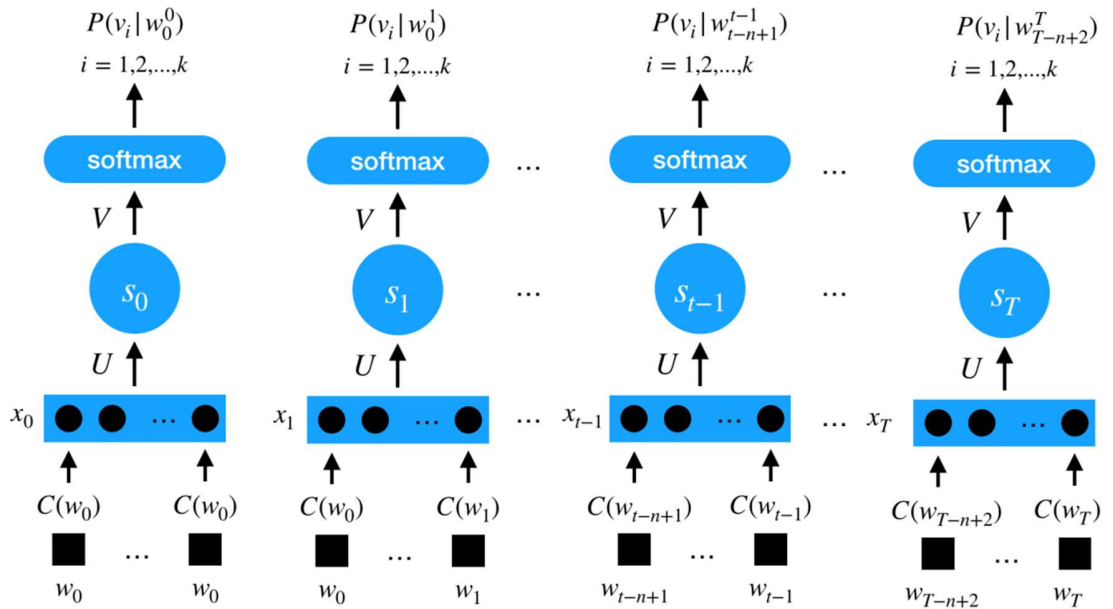 P(v_i | w_0^0) P(v_i | w_0^1) P(v_i | w_{t-n+1}^{t-1}) P(v_i | w_{T-n+2}^T)
i = 1,2,...,k i = 1,2,...,k i = 1,2,...,k i = 1,2,...,k
softmax softmax ... softmax ... softmax
V V V V
s_0 s_1 ... s_{t-1} ... s_T
U U U U
x_0 ... x_1 ... ... x_{t-1} ... ... x_T ...
C(w_0) C(w_0) C(w_0) C(w_1) C(w_{t-n+1}) C(w_{t-1}) C(w_{T-n+2}) C(w_T)
... ... ... ...
w_0 w_0 w_0 w_1 w_{t-n+1} w_{t-1} w_{T-n+2} w_T